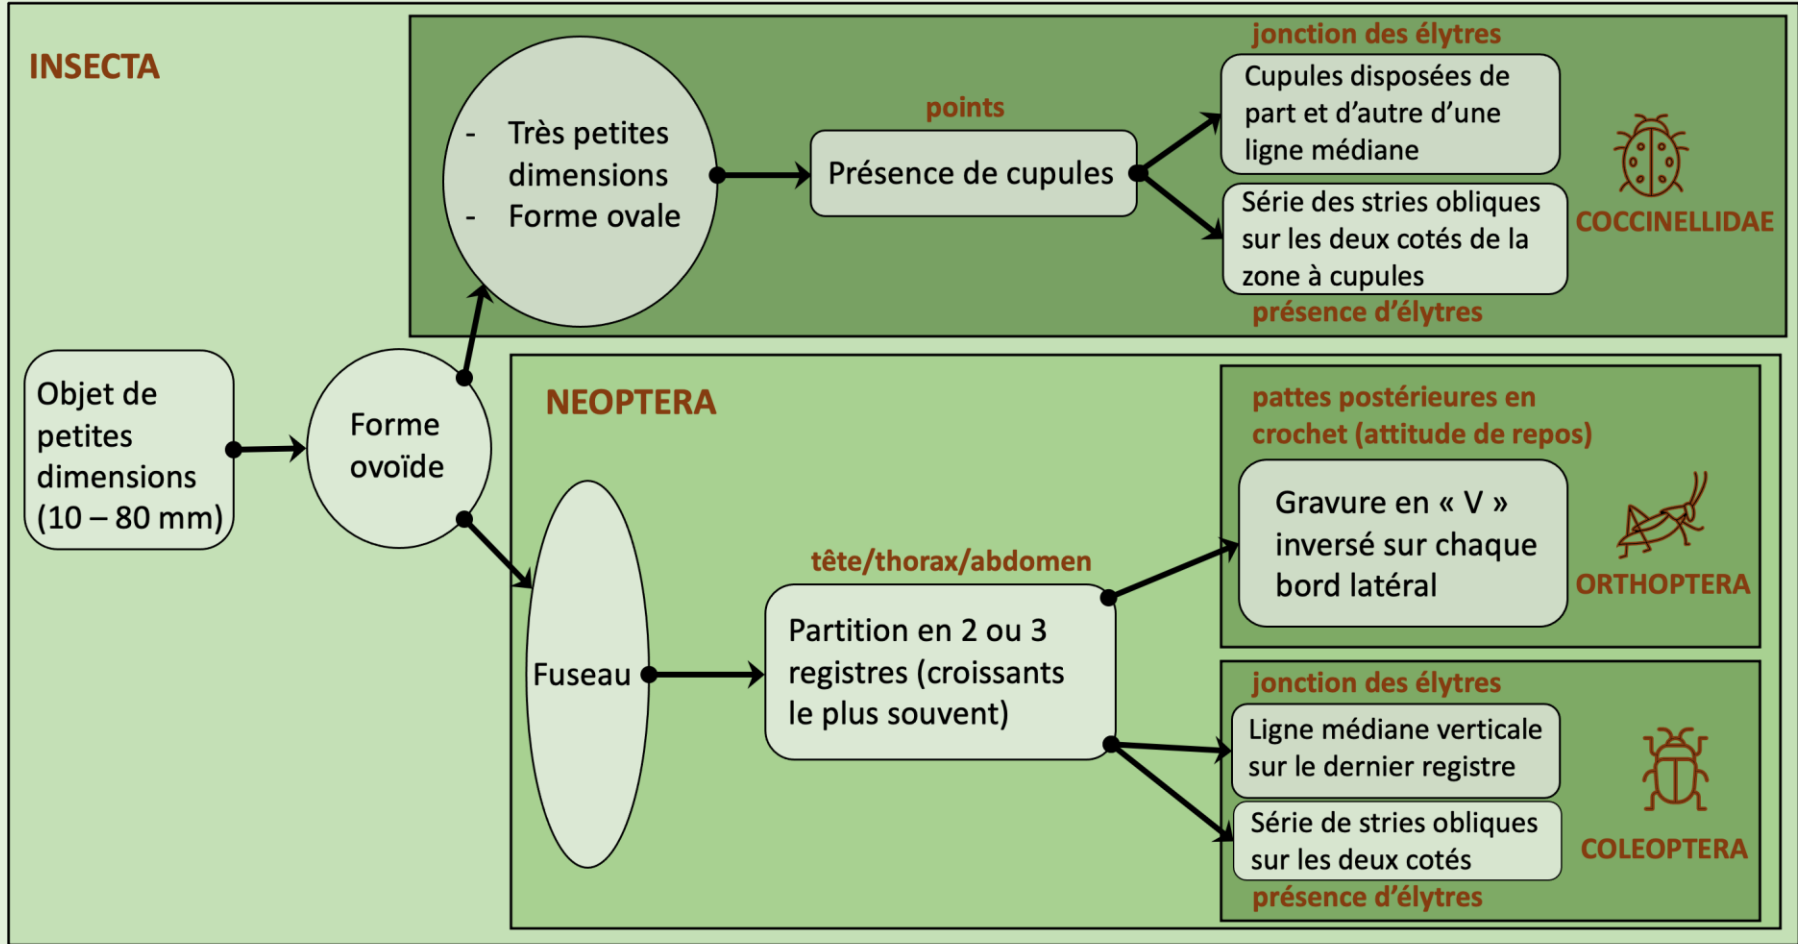 INSECTA
- Très petites
dimensions
- Forme ovale
points
Présence de cupules
jonction des élytres
Cupules disposées de
part et d’autre d’une
ligne médiane
Série des stries obliques
sur les deux cotés de la
zone à cupules
présence d’élytres
COCCINELLIDAE
Objet de
petites
dimensions
(10 – 80 mm)
Forme
ovoïde
NEOPTERA
Fuseau
tête/thorax/abdomen
Partition en 2 ou 3
registres (croissants
le plus souvent)
pattes postérieures en
crochet (attitude de repos)
Gravure en « V »
inversé sur chaque
bord latéral
ORTHOPTERA
jonction des élytres
Ligne médiane verticale
sur le dernier registre
Série de stries obliques
sur les deux cotés
présence d’élytres
COLEOPTERA